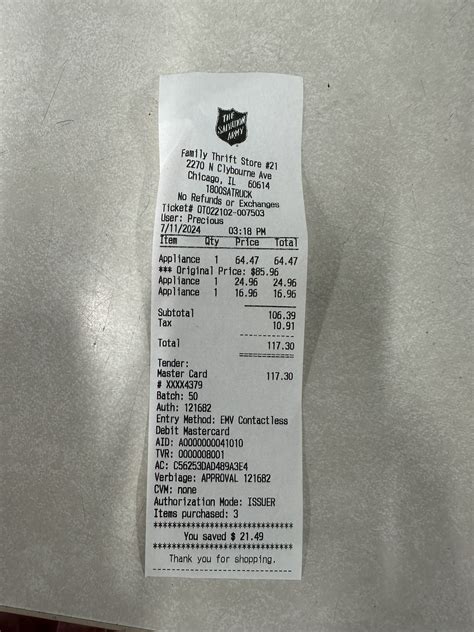 THE
SALVATION
ARMY
Family Thrift Store #21
2270 N Clybourne Ave
Chicago, IL 60614
1800SATRUCK
No Refunds or Exchanges
Ticket# OT022102-007503
User: Precious
7/11/2024 03:18 PM
Item Qty Price Total
Appliance 1 64.47 64.47
*** Original Price: $85.96
Appliance 1 24.96 24.96
Appliance 1 16.96 16.96
Subtotal 106.39
Tax 10.91
Total 117.30
Tender:
Master Card 117.30
# XXXX4379
Batch: 50
Auth: 121682
Entry Method: EMV Contactless
Debit Mastercard
AID: A0000000041010
TVR: 0000008001
AC: C56253DAD489A3E4
Verbiage: APPROVAL 121682
CVM: none
Authorization Mode: ISSUER
Items purchased: 3
You saved $ 21.49
Thank you for shopping.